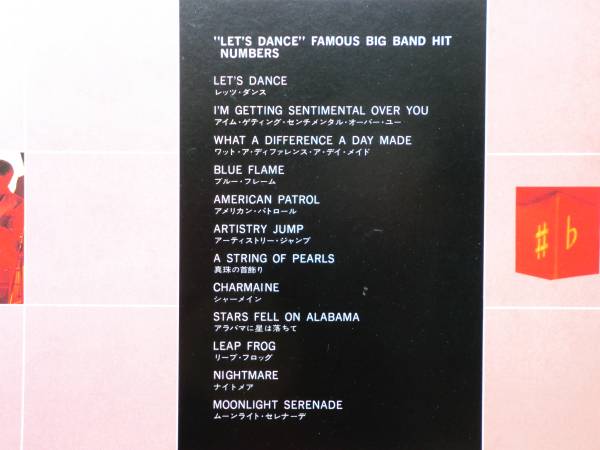 "LET'S DANCE" FAMOUS BIG BAND HIT
NUMBERS
LET'S DANCE
レッツ・ダンス
I'M GETTING SENTIMENTAL OVER YOU
アイム・ゲティング・センチメンタル・オーバー・ユー
WHAT A DIFFERENCE A DAY MADE
ワット・ア・ディファレンス・ア・デイ・メイド
BLUE FLAME
ブルー・フレーム
AMERICAN PATROL
アメリカン・パトロール
ARTISTRY JUMP
アーティストリー・ジャンプ
A STRING OF PEARLS
真珠の首飾り
CHARMAINE
シャーメイン
STARS FELL ON ALABAMA
アラバマに星は落ちて
LEAP FROG
リープ・フロッグ
NIGHTMARE
ナイトメア
MOONLIGHT SERENADE
ムーンライト・セレナーデ
♯ ♭